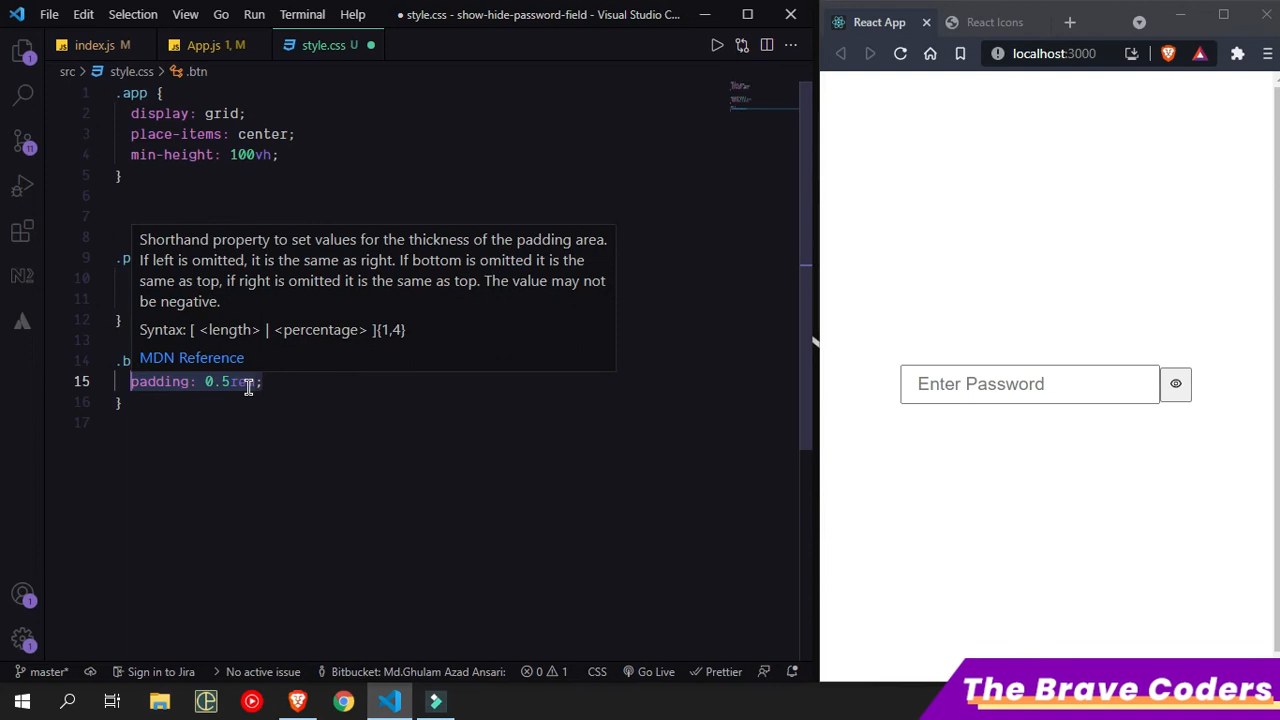 File Edit Selection View Go Run Terminal Help ● style.css - show-hide-password-field - Visual Studio C...
React App React Icons
index.js M App.js 1, M style.css U
localhost:3000
src > style.css > .btn
1 .app {
2 display: grid;
3 place-items: center;
4 min-height: 100vh;
5 }
6
7
8
9 .p
10
11
12 }
13
14 .b
Shorthand property to set values for the thickness of the padding area.
If left is omitted, it is the same as right. If bottom is omitted it is the
same as top, if right is omitted it is the same as top. The value may not
be negative.
Syntax: [ <length> | <percentage> ]{1,4}
MDN Reference
15 padding: 0.5rem;
16 }
17
Enter Password
1
11
N2
1
1
master* Sign in to Jira No active issue Bitbucket: Md.Ghulam Azad Ansari: 0 1 CSS Go Live Prettier
The Brave Coders